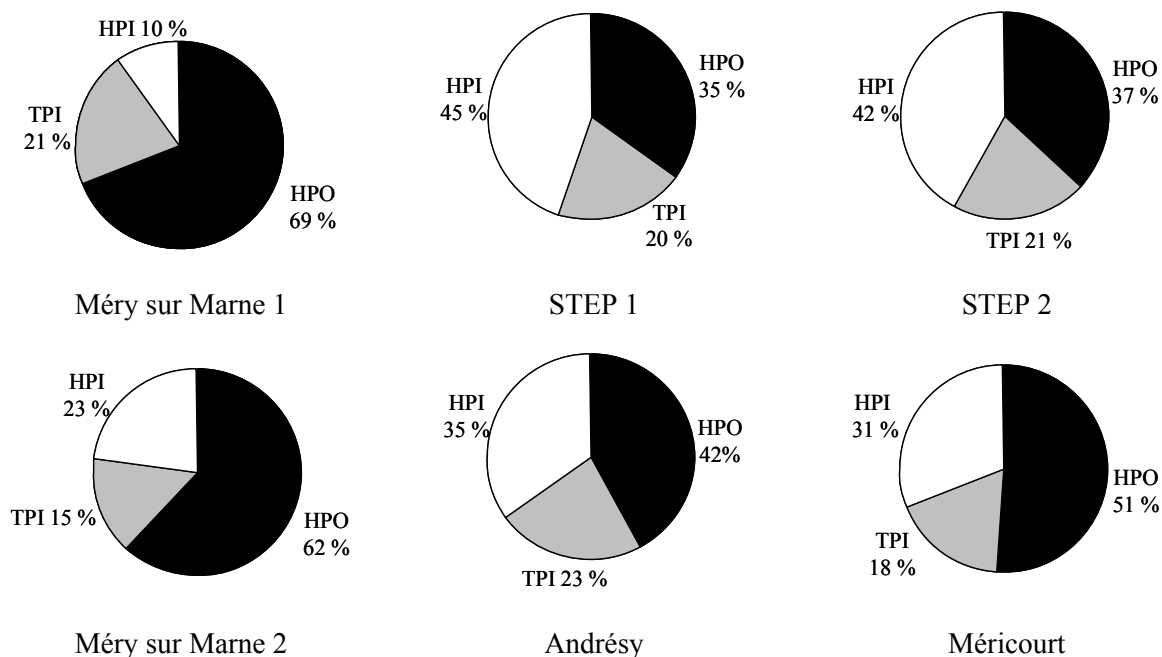 HPI 10 %
TPI
21 %
HPO
69 %
Méry sur Marne 1
HPI
45 %
HPO
35 %
TPI
20 %
STEP 1
HPI
42 %
HPO
37 %
TPI 21 %
STEP 2
HPI
23 %
TPI 15 %
HPO
62 %
Méry sur Marne 2
HPI
35 %
HPO
42%
TPI 23 %
Andrésy
HPI
31 %
HPO
51 %
TPI
18 %
Méricourt